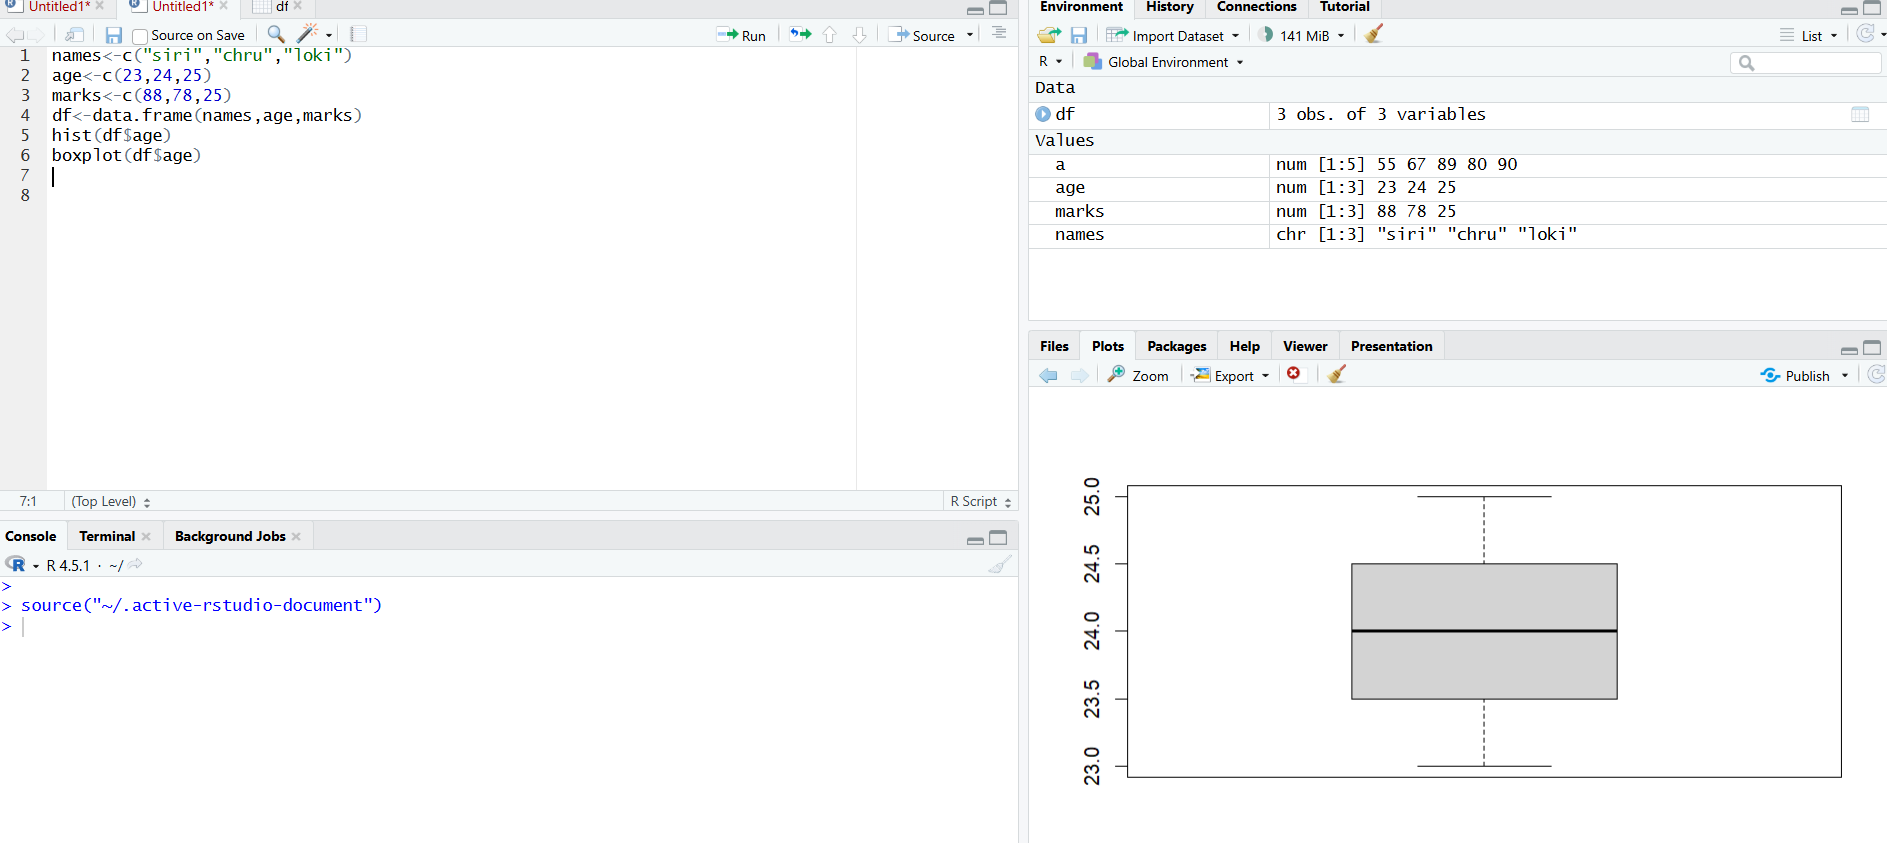 Untitled1* Untitled1* df
Source on Save Run Source
1 names<-c("siri","chru","loki")
2 age<-c(23,24,25)
3 marks<-c(88,78,25)
4 df<-data.frame(names,age,marks)
5 hist(df$age)
6 boxplot(df$age)
7
8
7:1 (Top Level) R Script
Console Terminal Background Jobs
R 4.5.1 · ~/
>
> source("~/.active-rstudio-document")
>
Environment History Connections Tutorial
Import Dataset 141 MiB List
R Global Environment
Data
df 3 obs. of 3 variables
Values
a num [1:5] 55 67 89 80 90
age num [1:3] 23 24 25
marks num [1:3] 88 78 25
names chr [1:3] "siri" "chru" "loki"
Files Plots Packages Help Viewer Presentation
Zoom Export Publish
25.0
24.5
24.0
23.5
23.0